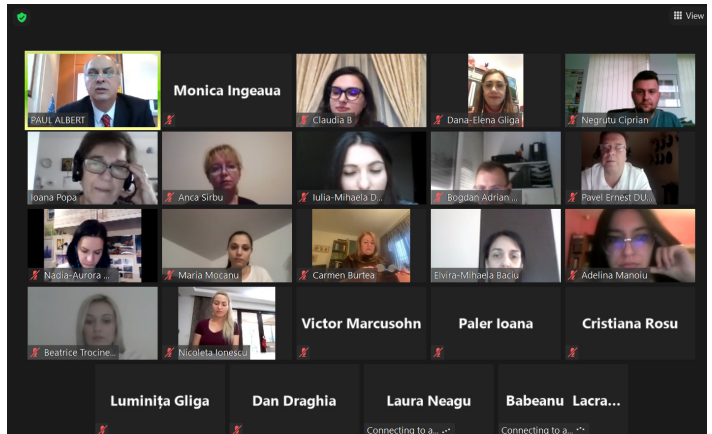 View
PAUL ALBERT
Monica Ingeaua
Claudia B
Dana-Elena Gliga
Negrutu Ciprian
Ioana Popa
Anca Sirbu
Iulia-Mihaela D...
Bogdan Adrian ...
Pavel Ernest DU...
Nadia-Aurora ...
Maria Mocanu
Carmen Burtea
Elvira-Mihaela Baciu
Adelina Manoiu
Beatrice Trocine...
Nicoleta Ionescu
Victor Marcusohn
Paler Ioana
Cristiana Rosu
Luminița Gliga
Dan Draghia
Laura Neagu
Babeanu Lacra...
Connecting to a...
Connecting to a...